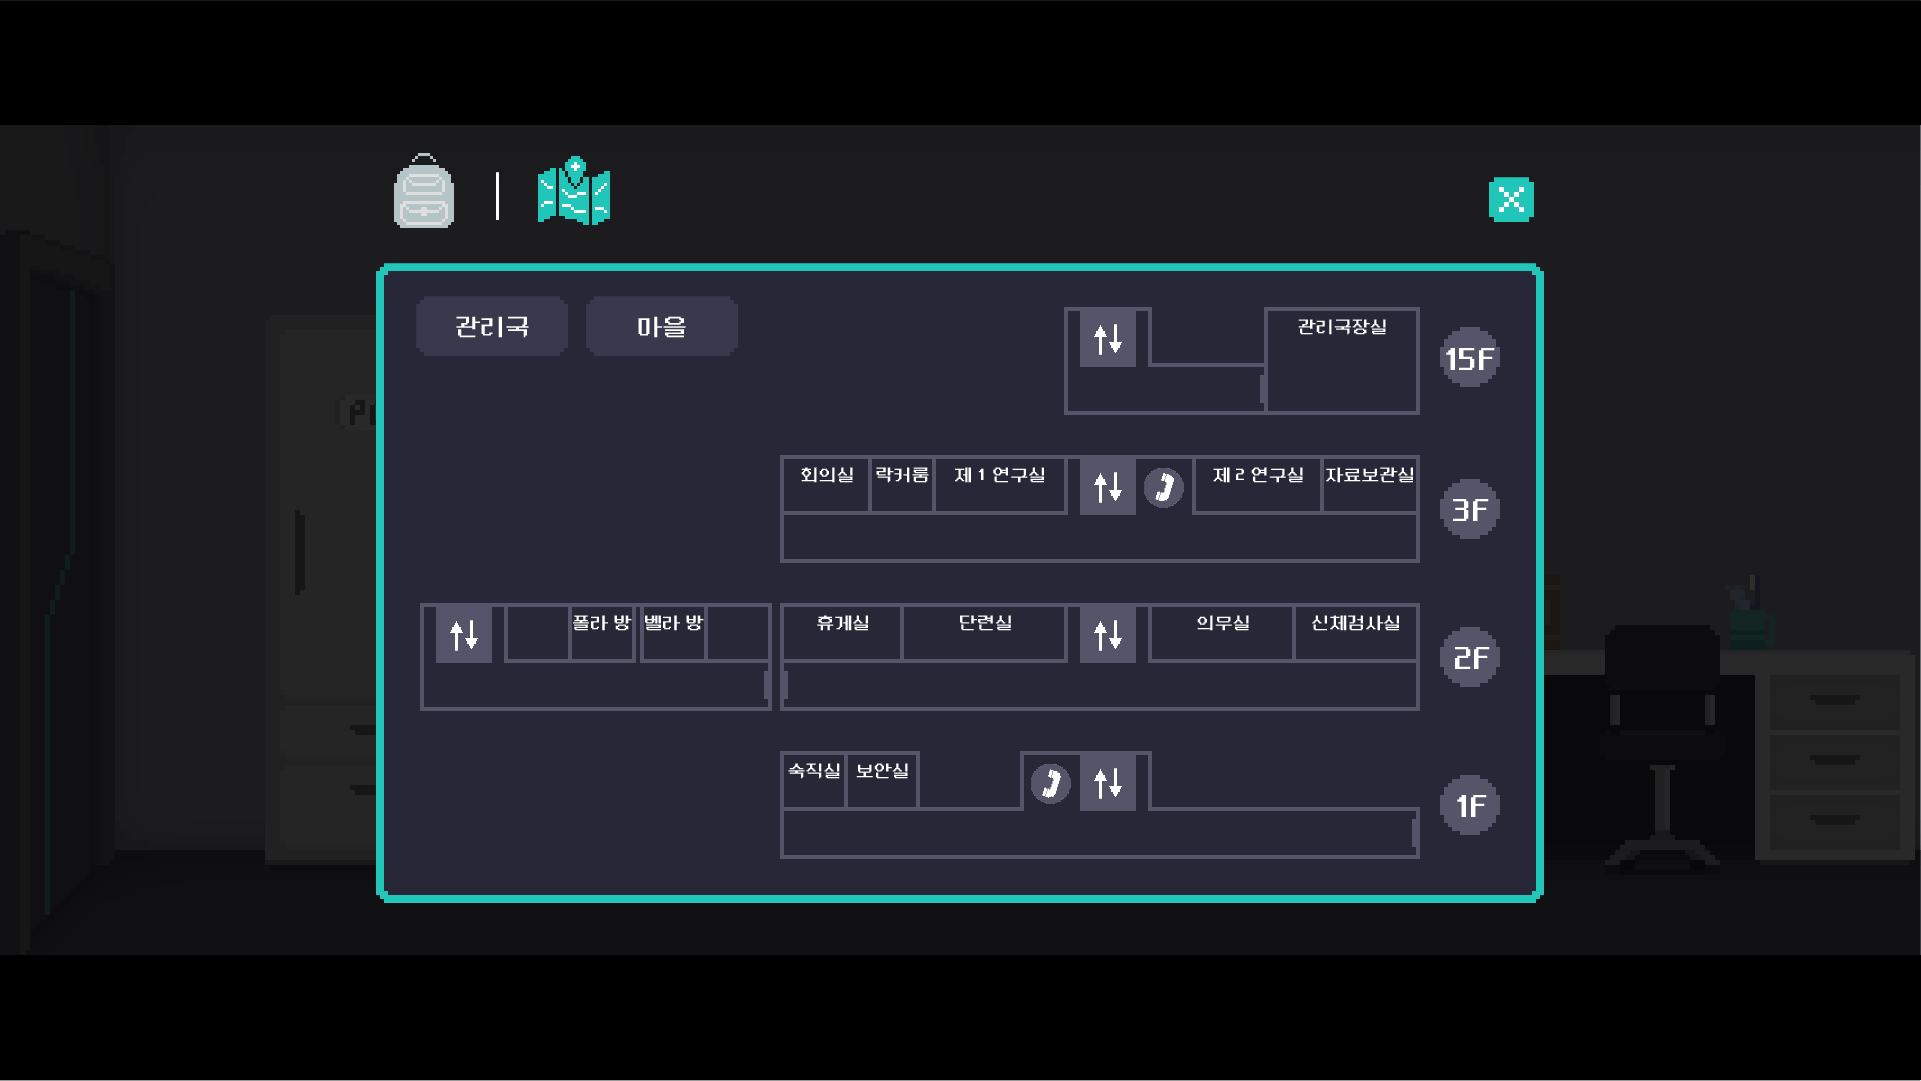 관리국 마을
관리국장실 15F
회의실 락커룸 제 1 연구실 제 2 연구실 자료보관실 3F
폴라 방 벨라 방 휴게실 단련실 의무실 신체검사실 2F
숙직실 보안실 1F